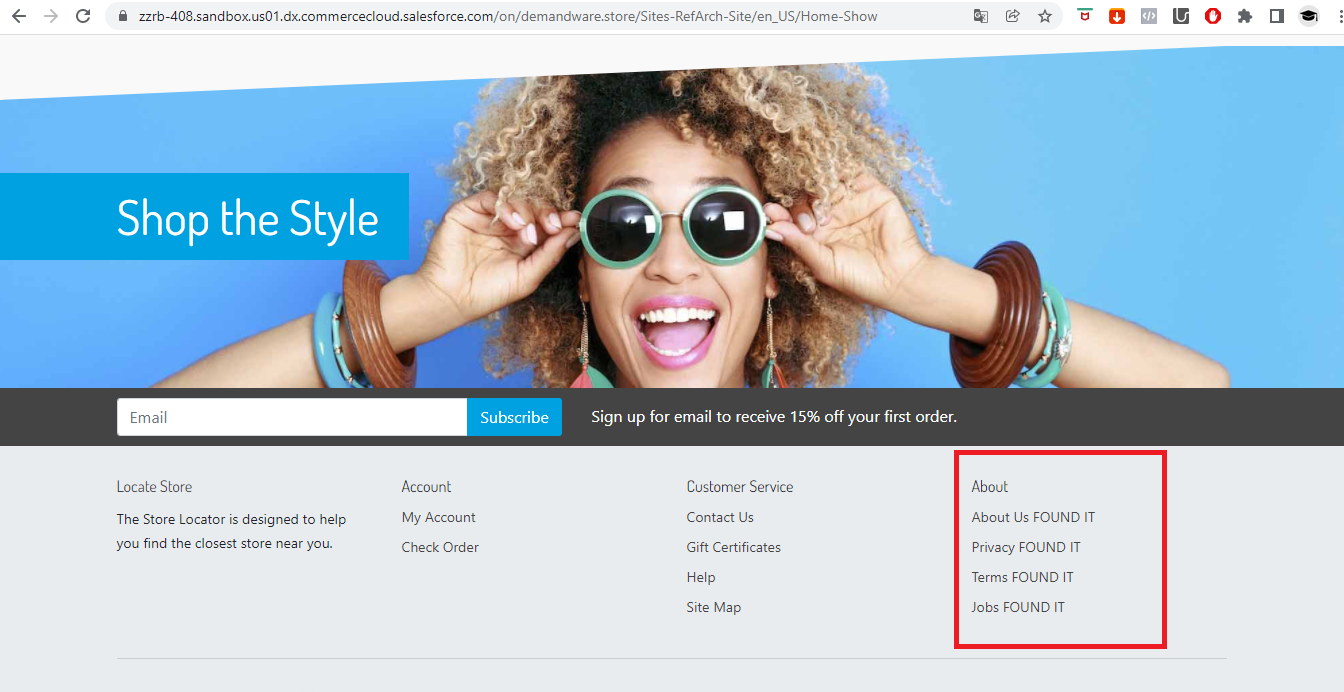 zzrb-408.sandbox.us01.dx.commercecloud.salesforce.com/on/demandware.store/Sites-RefArch-Site/en_US/Home-Show
Shop the Style
Email
Subscribe
Sign up for email to receive 15% off your first order.
Locate Store
The Store Locator is designed to help
you find the closest store near you.
Account
My Account
Check Order
Customer Service
Contact Us
Gift Certificates
Help
Site Map
About
About Us FOUND IT
Privacy FOUND IT
Terms FOUND IT
Jobs FOUND IT